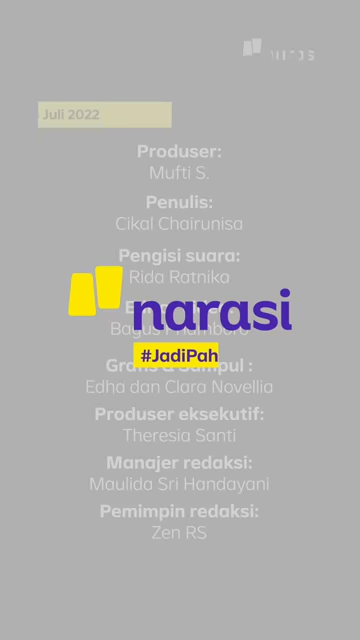 Juli 2022
Produser:
Mufti S.
Penulis:
Cikal Chairunisa
Pengisi suara:
Rida Ratnika
narasi
Bagus
#JadiPah
Edha dan Clara Novellia
Produser eksekutif:
Theresia Santi
Manajer redaksi:
Maulida Sri Handayani
Pemimpin redaksi:
Zen RS